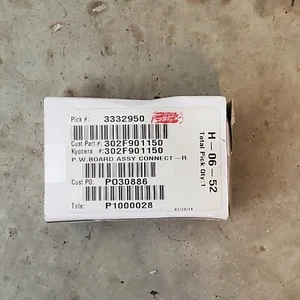 Pick #: 3332950
Cust Part #: 302F901150
Kyocera #: 302F901150
P.W.BOARD ASSY CONNECT-R
Cust PO: PO30886
Tote: P1000028
H-06-52
Total Pick Qty:1